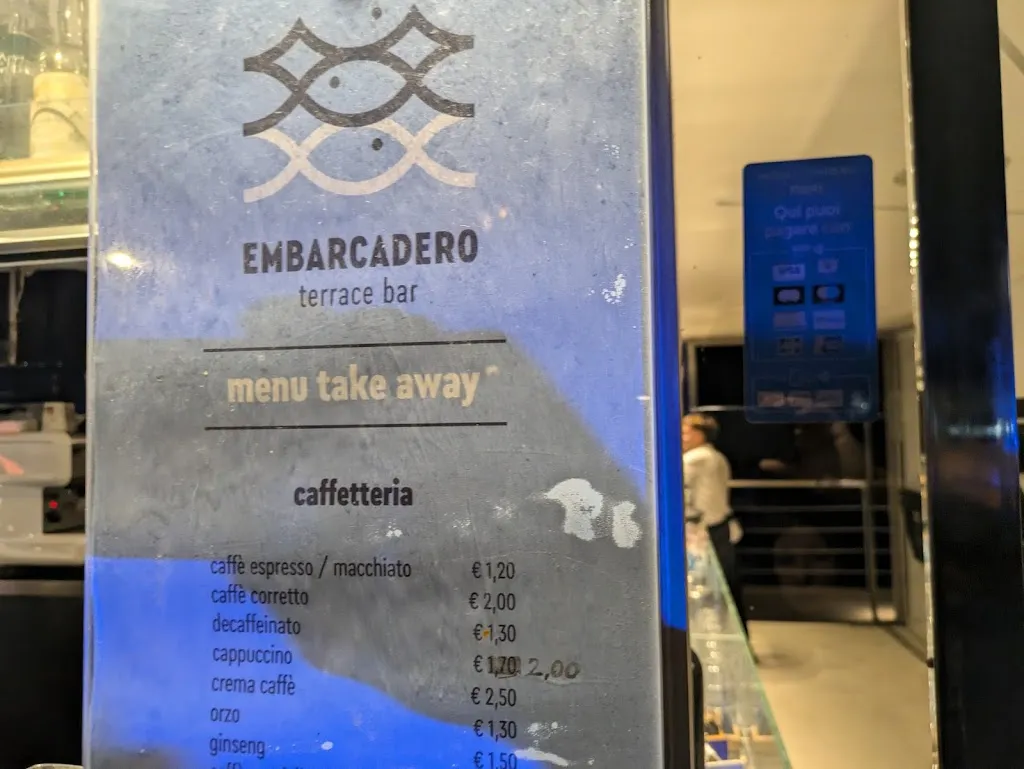 EMBARCADERO
terrace bar
menu take away
caffetteria
caffè espresso / macchiato € 1,20
caffè corretto € 2,00
decaffeinato € 1,30
cappuccino € 1,70 2,00
crema caffè € 2,50
orzo € 1,30
ginseng € 1,50
Qui puoi
pagare con
VISA